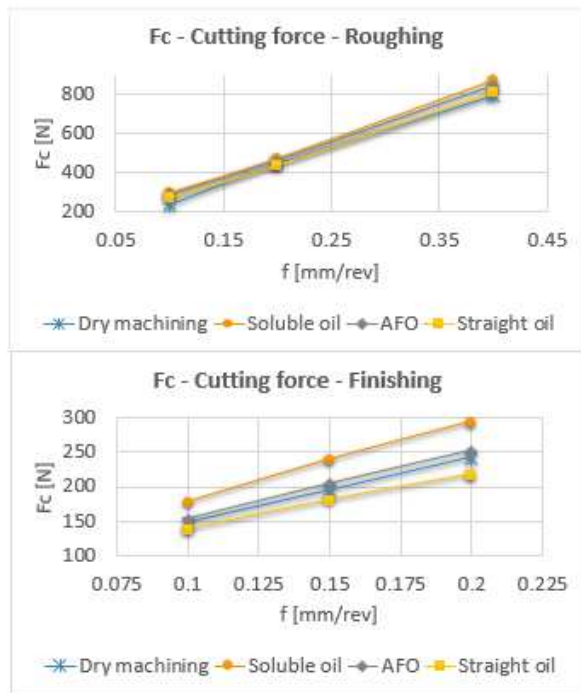 Fc - Cutting force - Roughing
Fc [N]
800
600
400
200
0.05 0.15 0.25 0.35 0.45
f [mm/rev]
Dry machining Soluble oil AFO Straight oil
Fc - Cutting force - Finishing
Fc [N]
300
250
200
150
100
0.075 0.1 0.125 0.15 0.175 0.2 0.225
f [mm/rev]
Dry machining Soluble oil AFO Straight oil